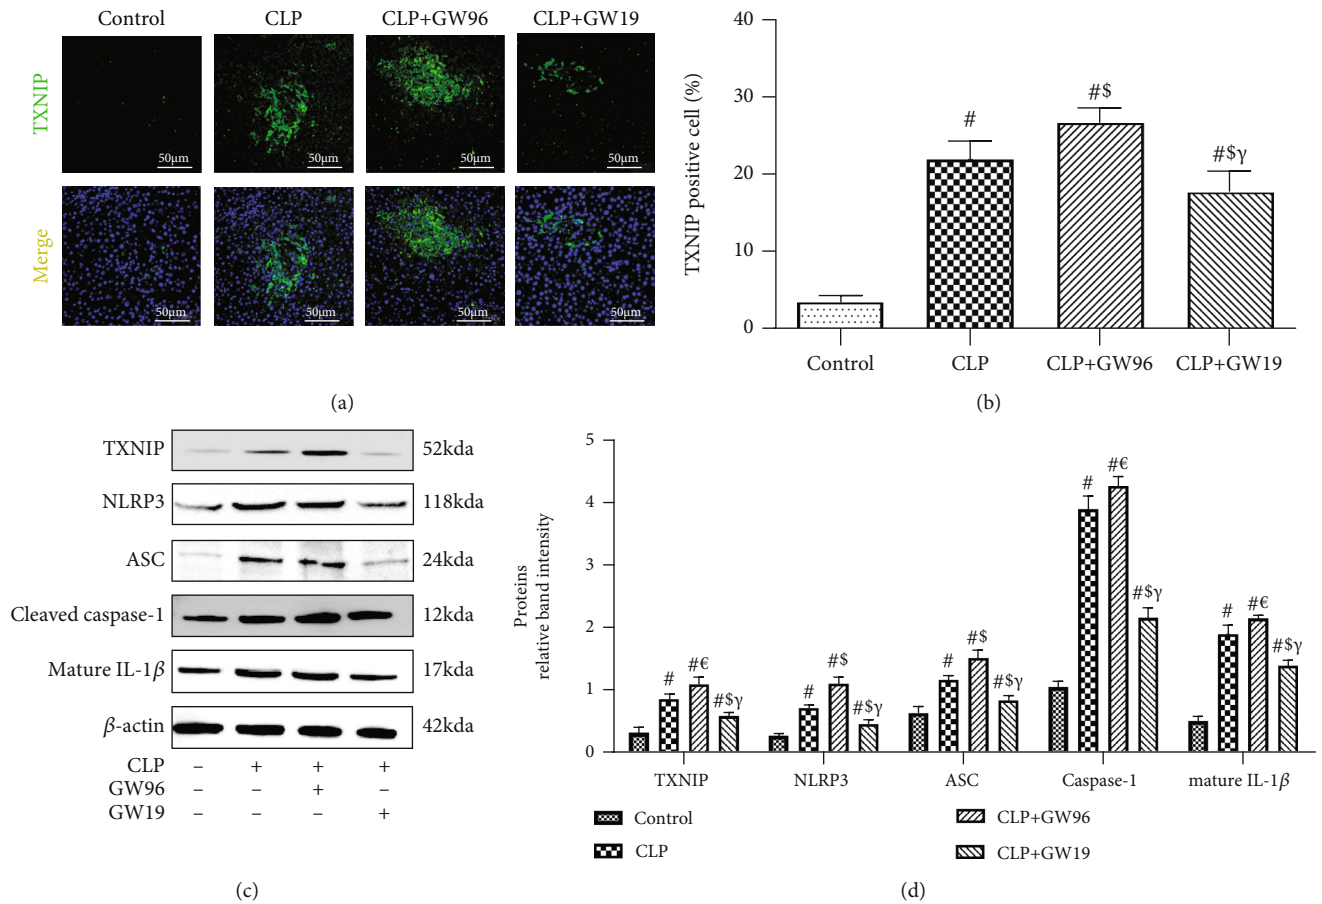 Control CLP CLP+GW96 CLP+GW19
TXNIP
50μm 50μm 50μm 50μm
Merge
50μm 50μm 50μm 50μm
(a)
TXNIP positive cell (%)
40
30
20
10
0
#
#$
#$γ
Control CLP CLP+GW96 CLP+GW19
(b)
TXNIP 52kda
NLRP3 118kda
ASC 24kda
Cleaved caspase-1 12kda
Mature IL-1β 17kda
β-actin 42kda
CLP – + + +
GW96 – – + –
GW19 – – – +
(c)
Proteins
relative band intensity
5
4
3
2
1
0
# #€ #$γ
# #$ #$γ
# #$ #$γ
# #€ #$γ
# #€ #$γ
TXNIP NLRP3 ASC Caspase-1 mature IL-1β
Control CLP+GW96
CLP CLP+GW19
(d)